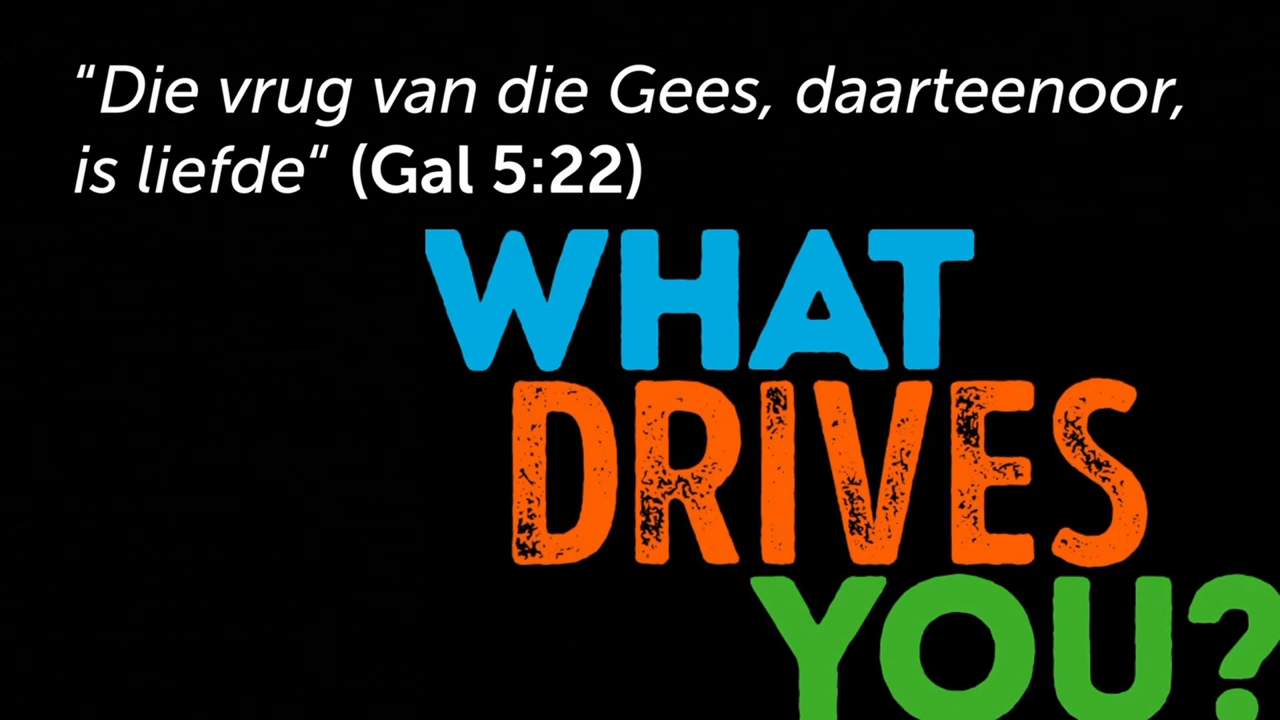 “Die vrug van die Gees, daarteenoor,
is liefde“ (Gal 5:22)
WHAT
DRIVES
YOU?